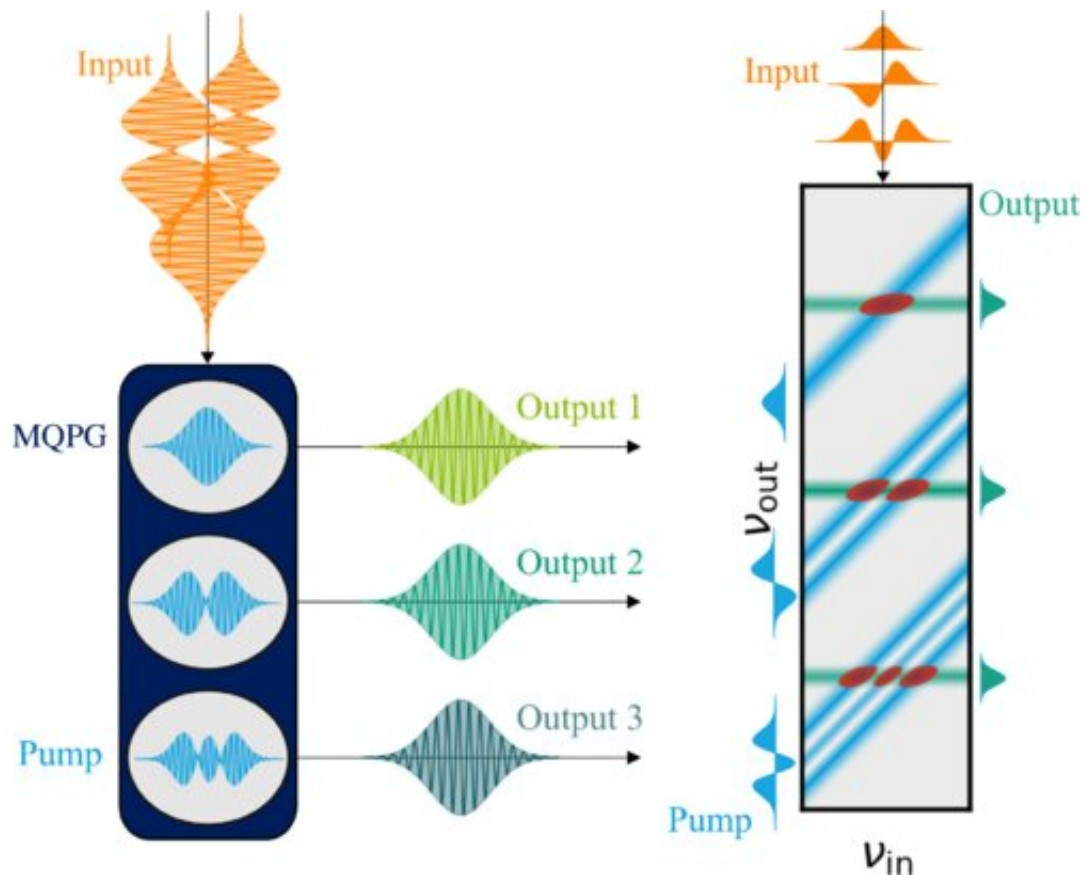 Input
MQPG
Pump
Output 1
Output 2
Output 3
Input
Output
νout
Pump
νin